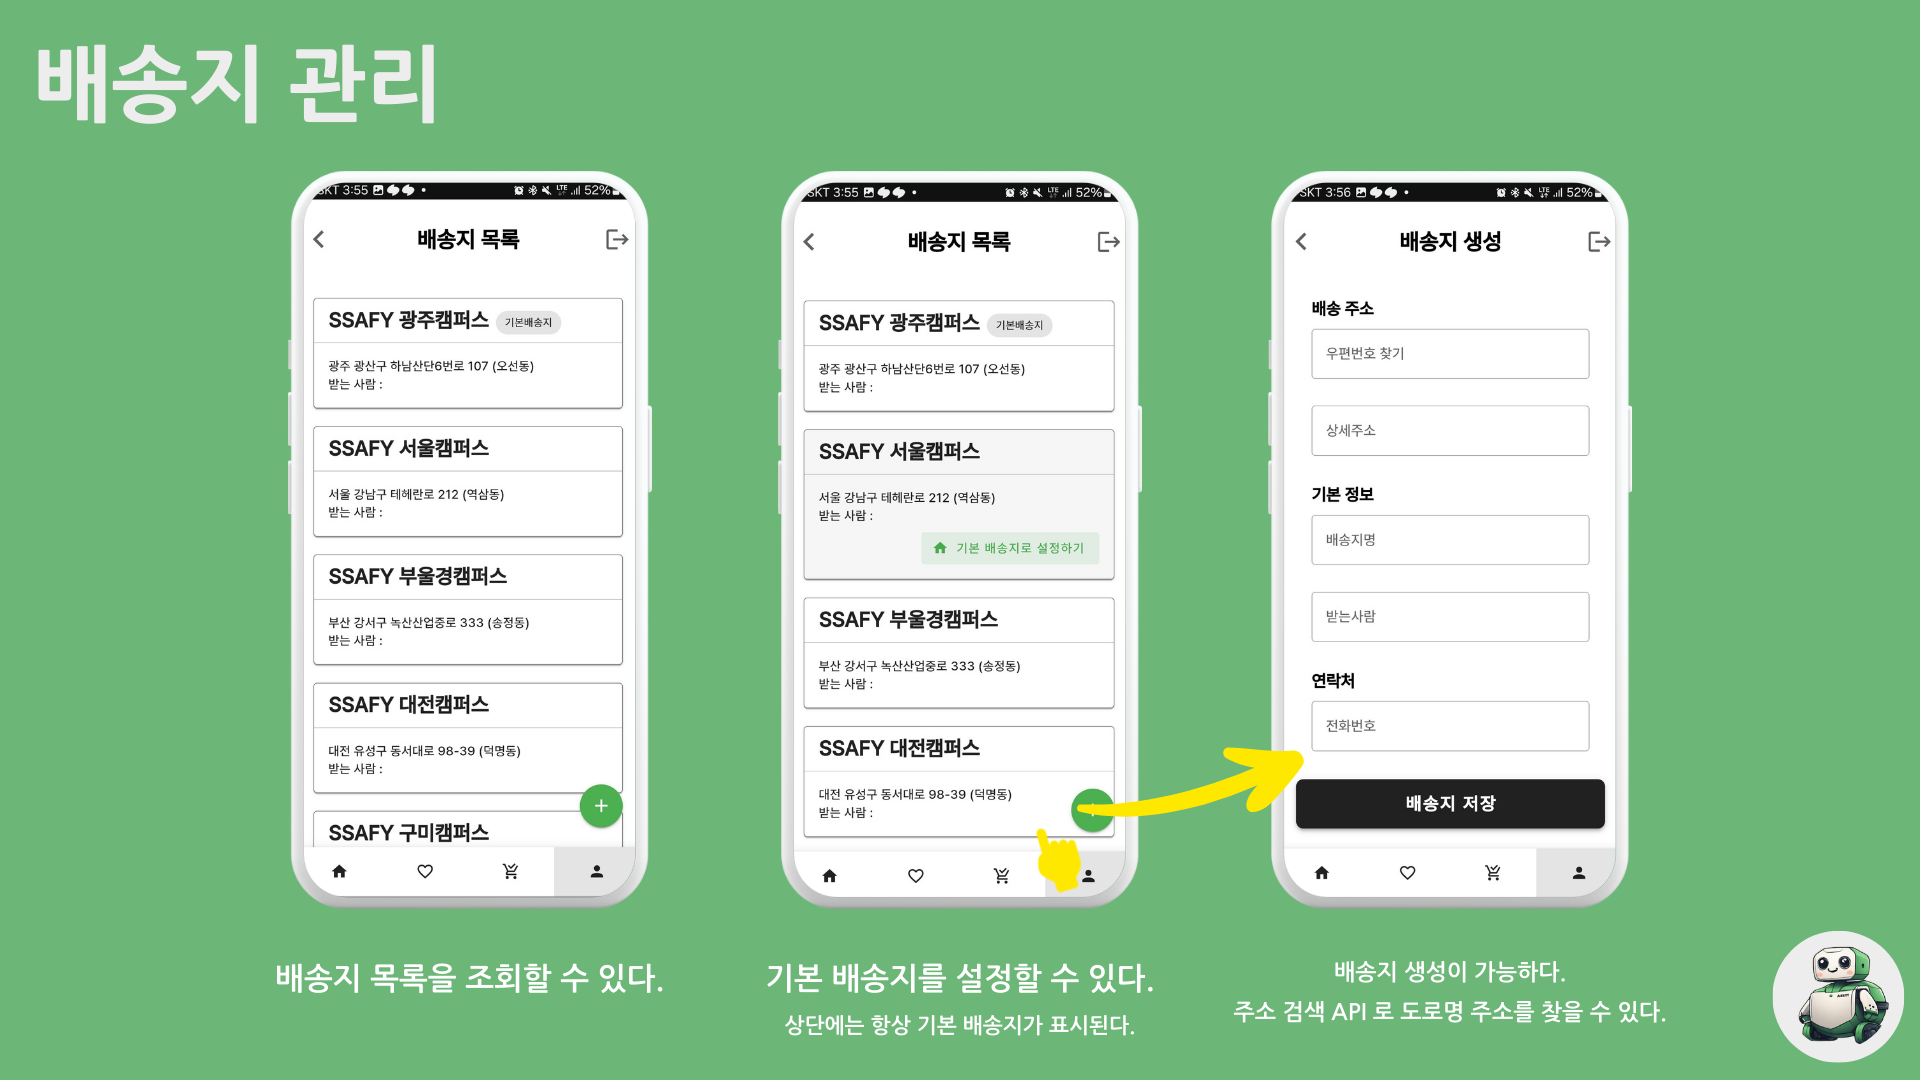 배송지 관리
SKT 3:55
LTE
52%
배송지 목록
SSAFY 광주캠퍼스 기본배송지
광주 광산구 하남산단6번로 107 (오선동)
받는 사람 :
SSAFY 서울캠퍼스
서울 강남구 테헤란로 212 (역삼동)
받는 사람 :
SSAFY 부울경캠퍼스
부산 강서구 녹산산업중로 333 (송정동)
받는 사람 :
SSAFY 대전캠퍼스
대전 유성구 동서대로 98-39 (덕명동)
받는 사람 :
SSAFY 구미캠퍼스
배송지 목록을 조회할 수 있다.
SKT 3:55
LTE
52%
배송지 목록
SSAFY 광주캠퍼스 기본배송지
광주 광산구 하남산단6번로 107 (오선동)
받는 사람 :
SSAFY 서울캠퍼스
서울 강남구 테헤란로 212 (역삼동)
받는 사람 :
기본 배송지로 설정하기
SSAFY 부울경캠퍼스
부산 강서구 녹산산업중로 333 (송정동)
받는 사람 :
SSAFY 대전캠퍼스
대전 유성구 동서대로 98-39 (덕명동)
받는 사람 :
기본 배송지를 설정할 수 있다.
상단에는 항상 기본 배송지가 표시된다.
SKT 3:56
LTE
52%
배송지 생성
배송 주소
우편번호 찾기
상세주소
기본 정보
배송지명
받는사람
연락처
전화번호
배송지 저장
배송지 생성이 가능하다.
주소 검색 API 로 도로명 주소를 찾을 수 있다.